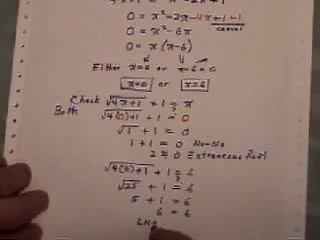 0 = x² - 2x - 4x + 1 - 1
cancel
0 = x² - 6x
0 = x (x - 6)
Either x = 0 or x - 6 = 0
x = 0 or x = 6
Check √4x+1 + 1 = x
Both √4(0)+1 + 1 = 0
√1 + 1 = 0
1 + 1 = 0 No-No
2 ≠ 0 Extraneous Root
√4(6)+1 + 1 = 6
√25 + 1 = 6
5 + 1 = 6
6 = 6
LHS